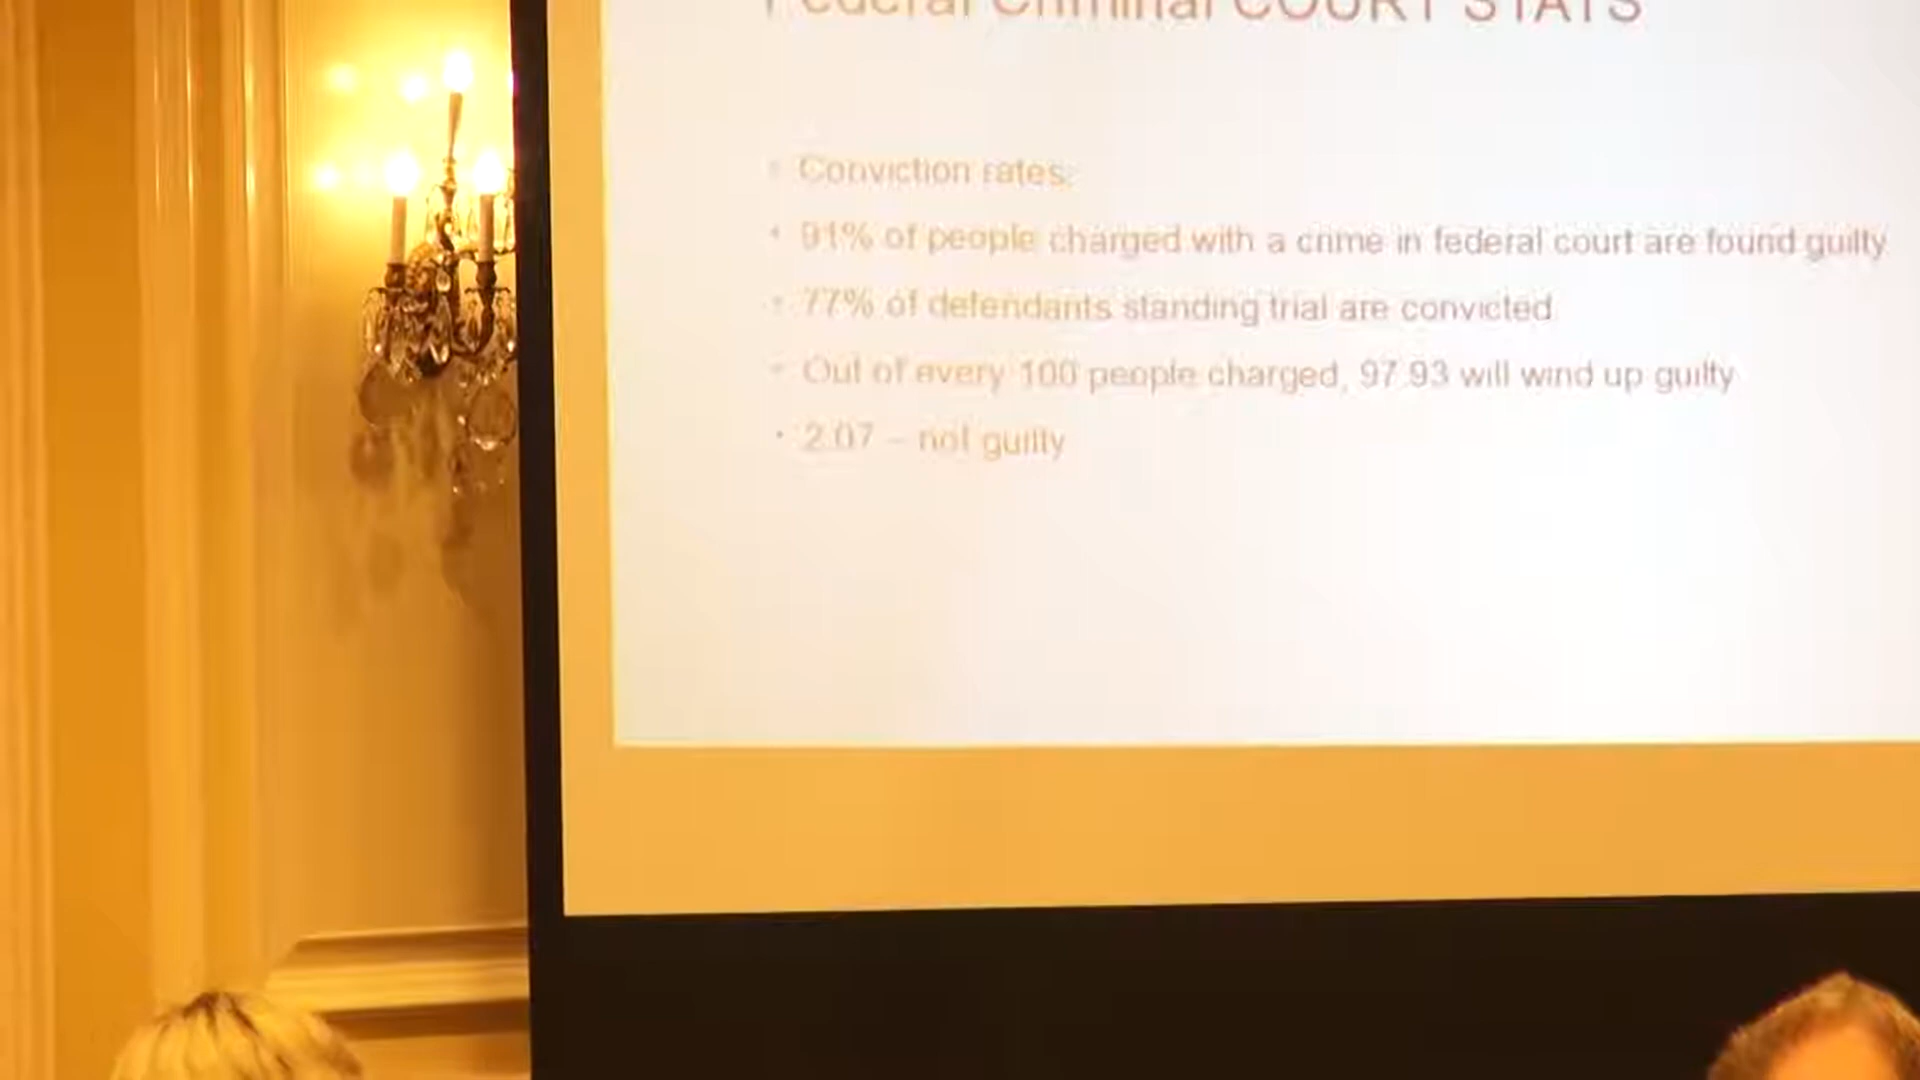 Federal Criminal COURT STATS
Conviction rates:
91% of people charged with a crime in federal court are found guilty
77% of defendants standing trial are convicted
Out of every 100 people charged, 97.93 will wind up guilty
2.07 – not guilty